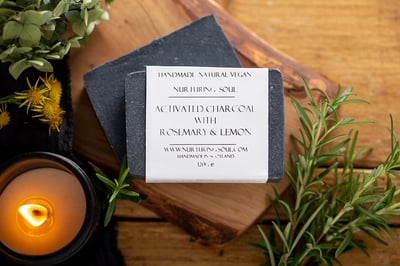 HANDMADE NATURAL VEGAN
NURTURING SOUL
ACTIVATED CHARCOAL
WITH
ROSEMARY & LEMON
WWW.NURTURINGSOUL.COM
HANDMADE IN SCOTLAND